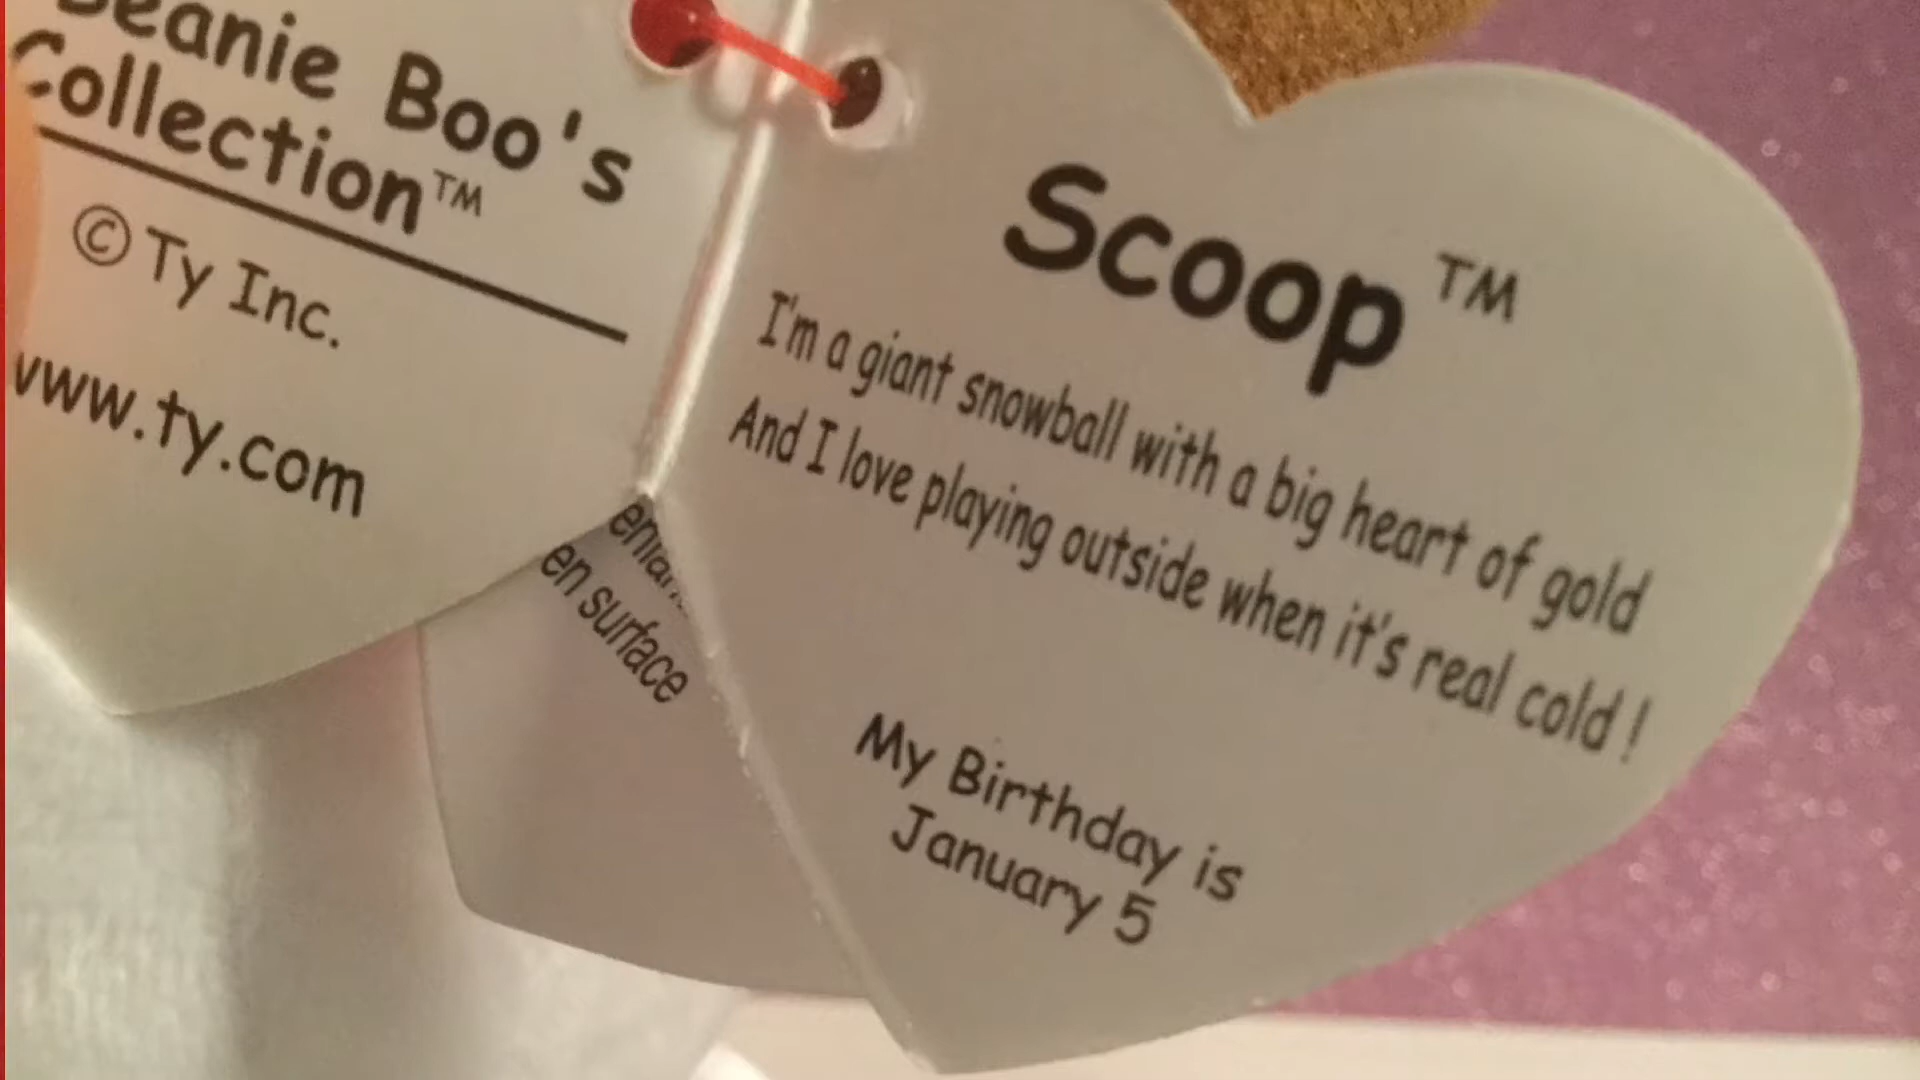 Beanie Boo's
Collection™
© Ty Inc.
www.ty.com
en surface
Scoop™
I'm a giant snowball with a big heart of gold
And I love playing outside when it's real cold !
My Birthday is
January 5